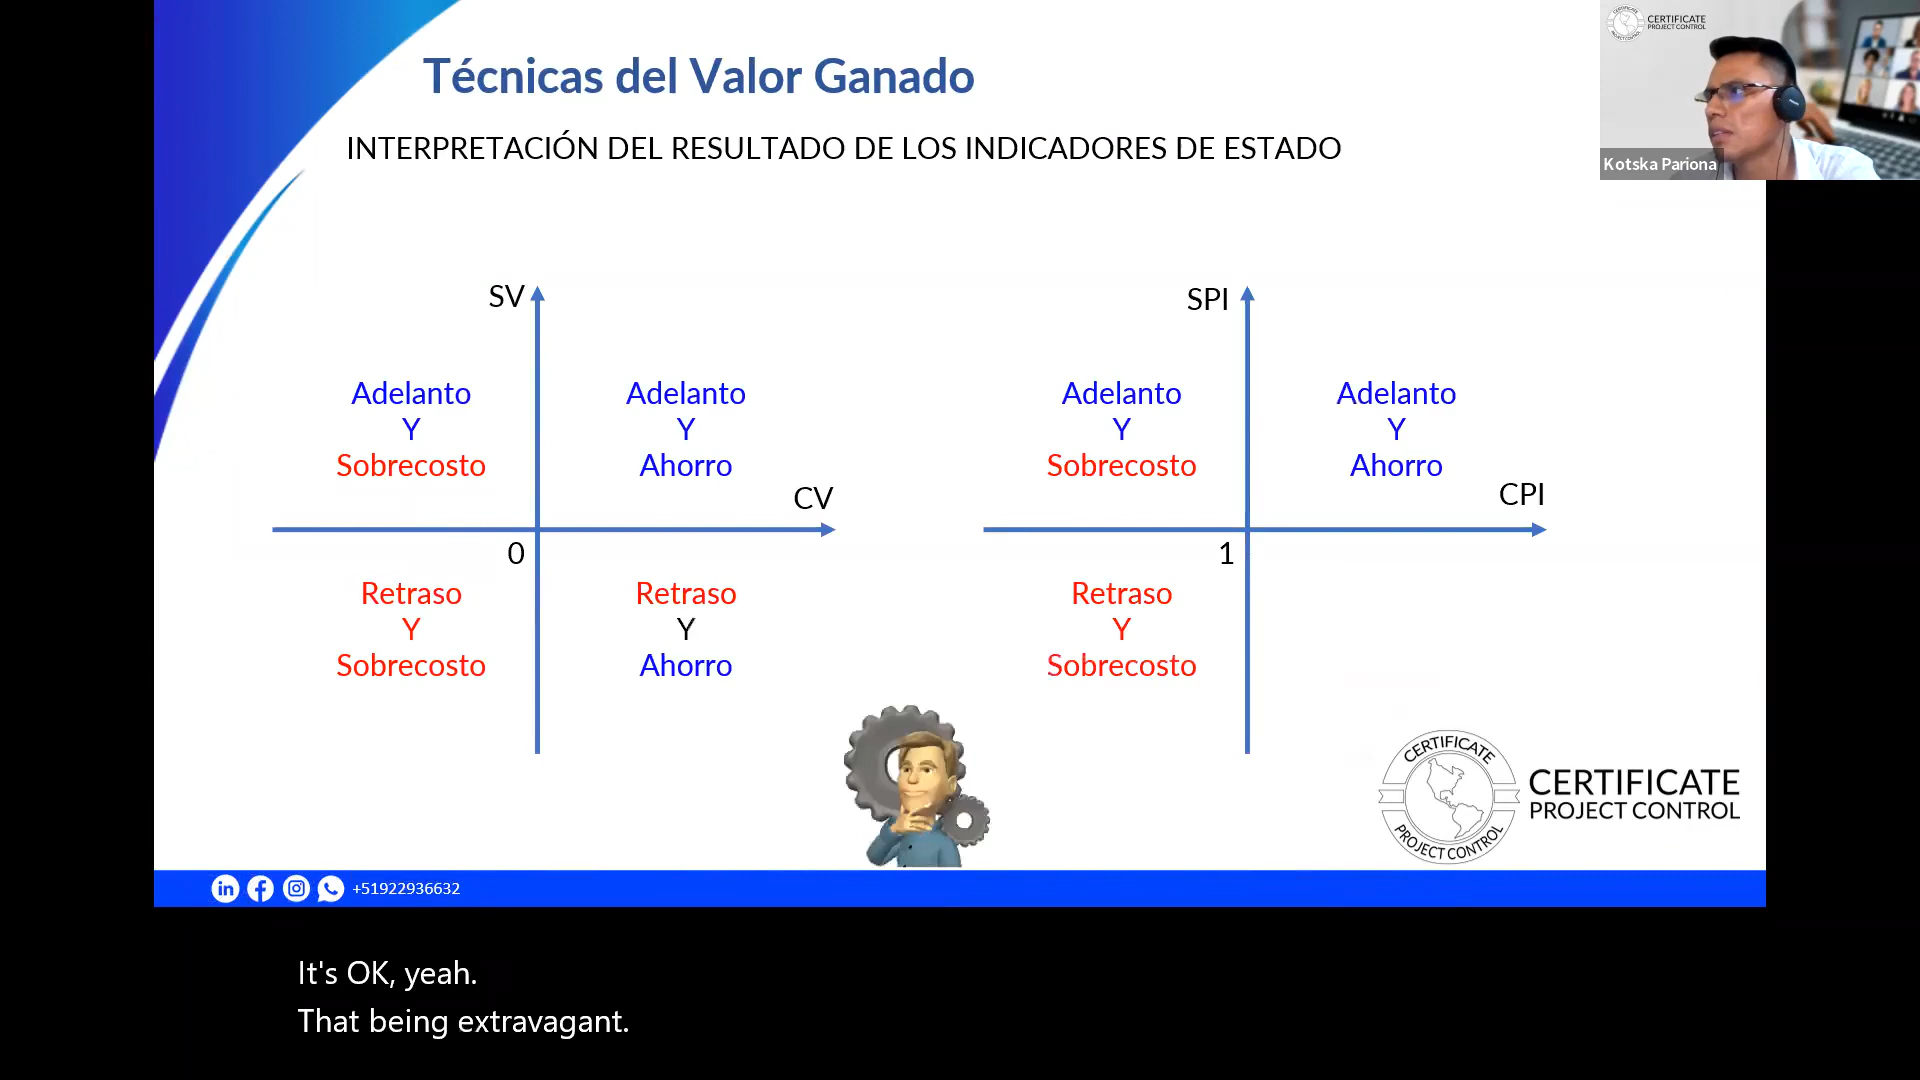 Técnicas del Valor Ganado
INTERPRETACIÓN DEL RESULTADO DE LOS INDICADORES DE ESTADO
CERTIFICATE
PROJECT CONTROL
Kotska Pariona
SV
Adelanto
Y
Sobrecosto
Adelanto
Y
Ahorro
CV
0
Retraso
Y
Sobrecosto
Retraso
Y
Ahorro
SPI
Adelanto
Y
Sobrecosto
Adelanto
Y
Ahorro
CPI
1
Retraso
Y
Sobrecosto
CERTIFICATE
PROJECT CONTROL
CERTIFICATE
PROJECT CONTROL
in
+51922936632
It's OK, yeah.
That being extravagant.